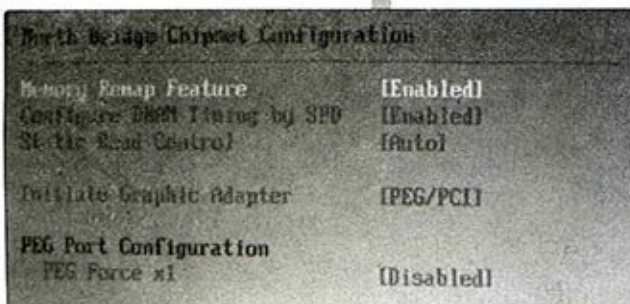 North Bridge Chipset Configuration
Memory Remap Feature [Enabled]
Configure DRAM Timing by SPD [Enabled]
Static Read Control [Auto]
Initiate Graphic Adapter [PEG/PCI]
PEG Port Configuration
PEG Force x1 [Disabled]